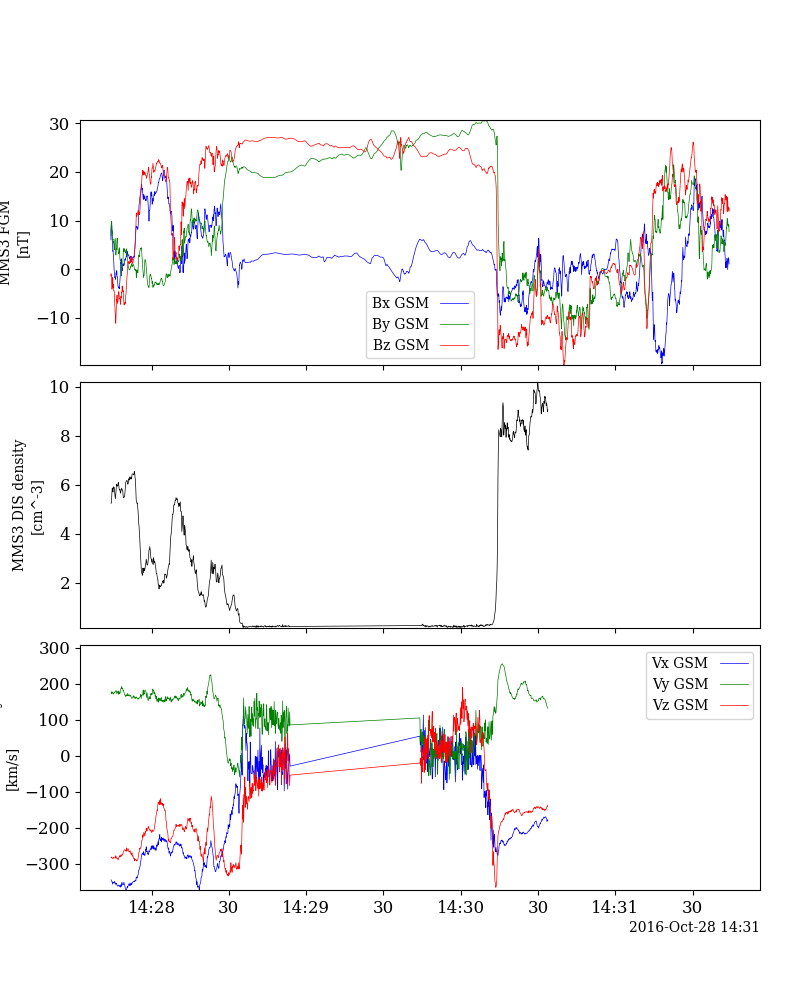 30
20
10
0
−10
MMS3 FGM
[nT]
Bx GSM
By GSM
Bz GSM
10
8
6
4
2
MMS3 DIS density
[cm^-3]
300
200
100
0
−100
−200
−300
[km/s]
Vx GSM
Vy GSM
Vz GSM
14:28 30 14:29 30 14:30 30 14:31 30
2016-Oct-28 14:31